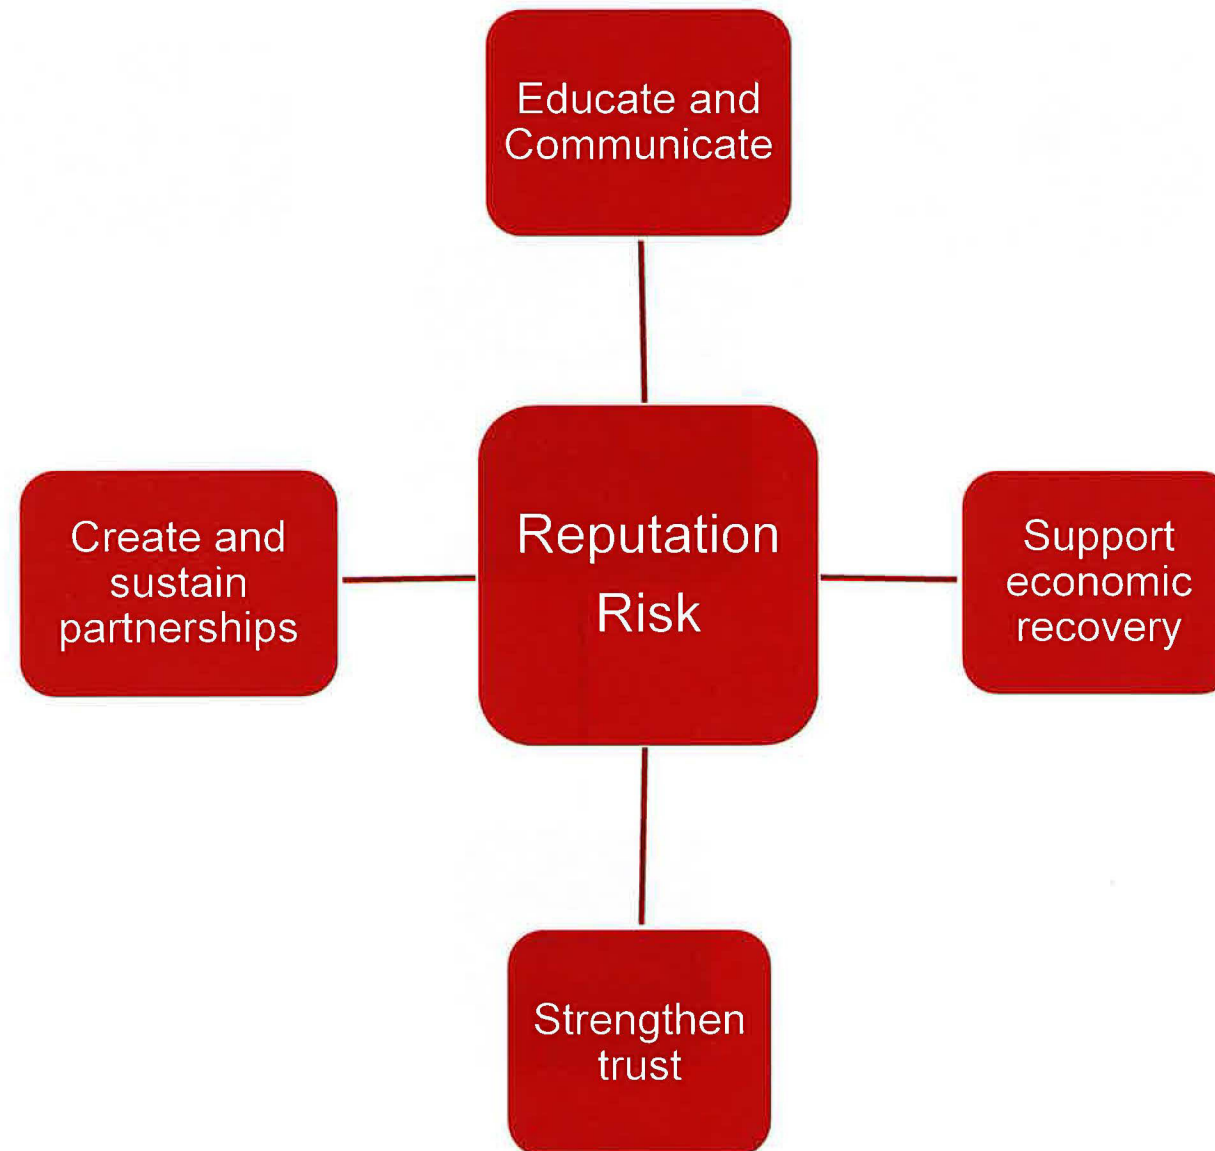 Educate and
Communicate
Create and
sustain
partnerships
Reputation
Risk
Support
economic
recovery
Strengthen
trust